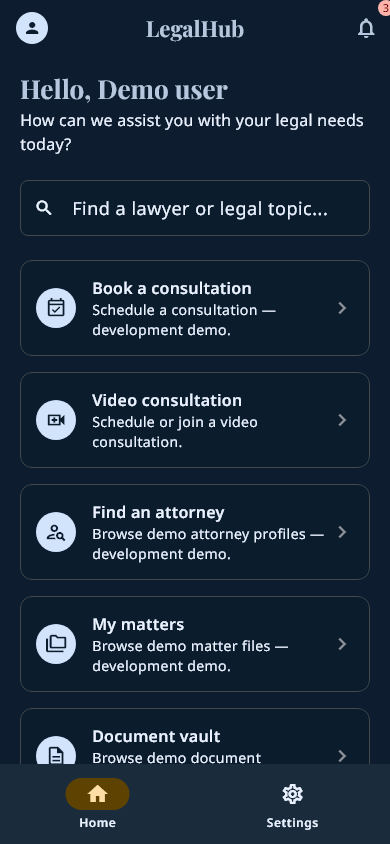 LegalHub
3
Hello, Demo user
How can we assist you with your legal needs
today?
Find a lawyer or legal topic...
Book a consultation
Schedule a consultation —
development demo.
Video consultation
Schedule or join a video
consultation.
Find an attorney
Browse demo attorney profiles —
development demo.
My matters
Browse demo matter files —
development demo.
Document vault
Browse demo document
Home
Settings